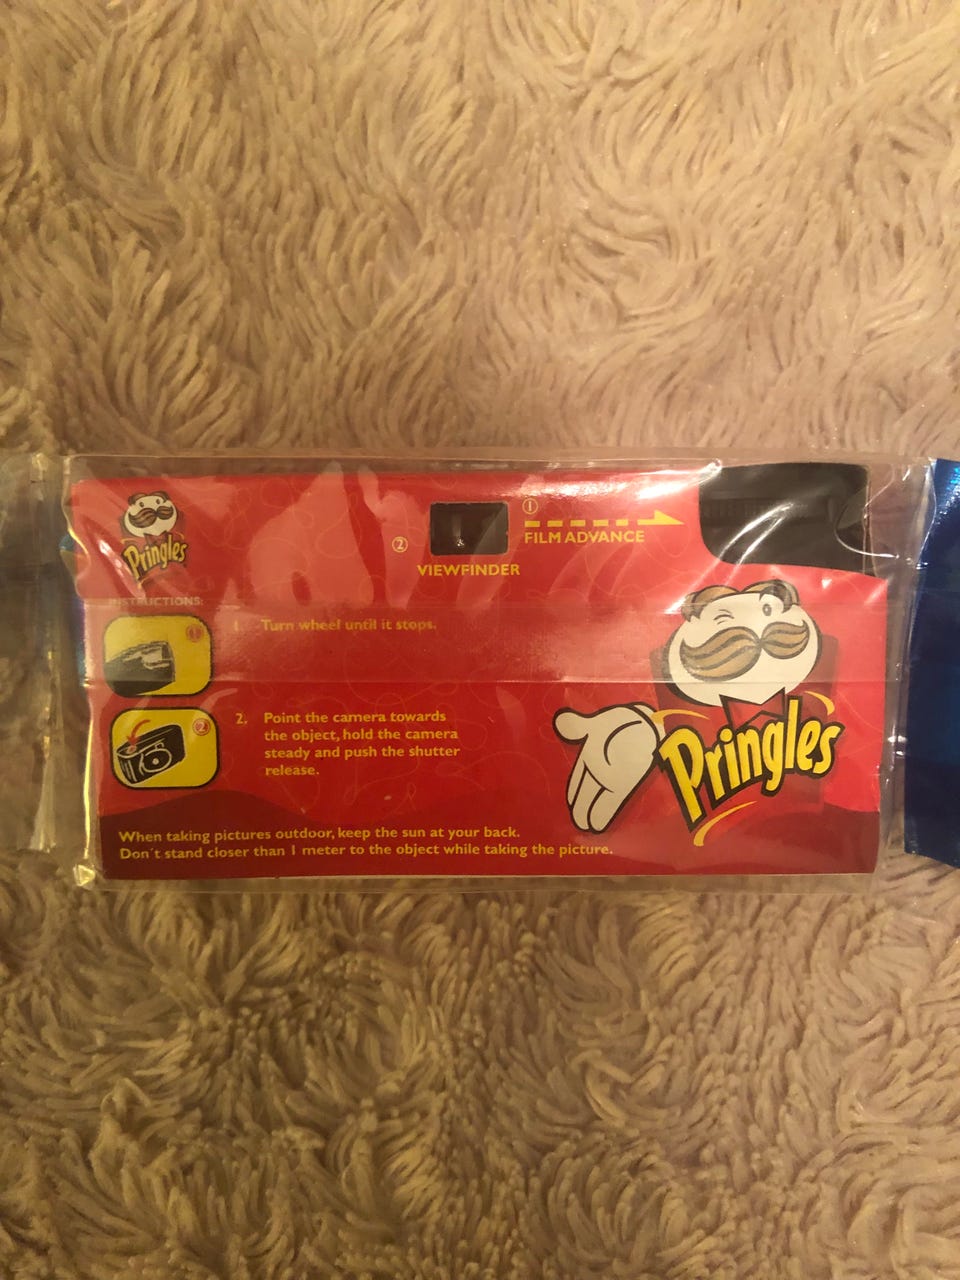 Pringles
①
FILM ADVANCE
②
VIEWFINDER
INSTRUCTIONS:
①
1. Turn wheel until it stops.
②
2. Point the camera towards
the object, hold the camera
steady and push the shutter
release.
Pringles
When taking pictures outdoor, keep the sun at your back.
Don´t stand closer than 1 meter to the object while taking the picture.